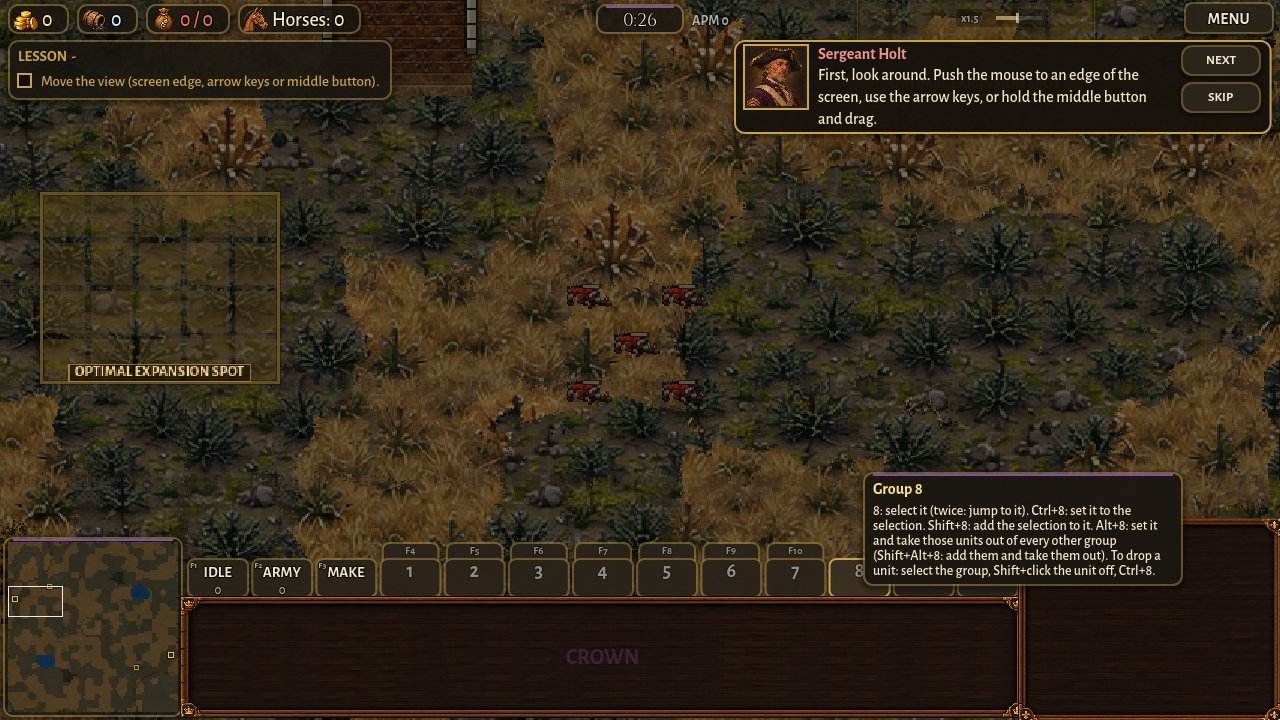 0
0
0 / 0
Horses: 0
0:26
APM 0
x1.5
MENU
LESSON -
Move the view (screen edge, arrow keys or middle button).
Sergeant Holt
First, look around. Push the mouse to an edge of the
screen, use the arrow keys, or hold the middle button
and drag.
NEXT
SKIP
OPTIMAL EXPANSION SPOT
Group 8
8: select it (twice: jump to it). Ctrl+8: set it to the
selection. Shift+8: add the selection to it. Alt+8: set it
and take those units out of every other group
(Shift+Alt+8: add them and take them out). To drop a
unit: select the group, Shift+click the unit off, Ctrl+8.
F1 IDLE 0
F2 ARMY 0
F3 MAKE
F4 1
F5 2
F6 3
F7 4
F8 5
F9 6
F10 7
8
CROWN